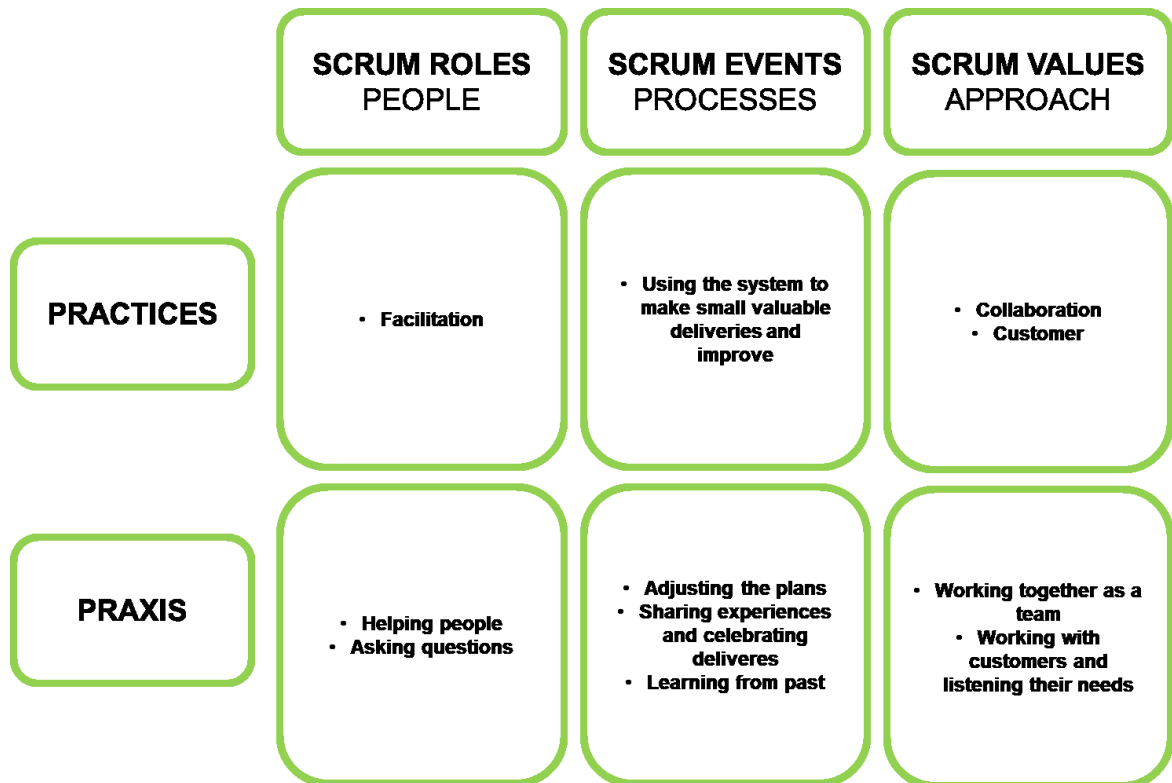 SCRUM ROLES
PEOPLE
SCRUM EVENTS
PROCESSES
SCRUM VALUES
APPROACH
PRACTICES
• Facilitation
• Using the system to
make small valuable
deliveries and
improve
• Collaboration
• Customer
PRAXIS
• Helping people
• Asking questions
• Adjusting the plans
• Sharing experiences
and celebrating
deliveres
• Learning from past
• Working together as a
team
• Working with
customers and
listening their needs